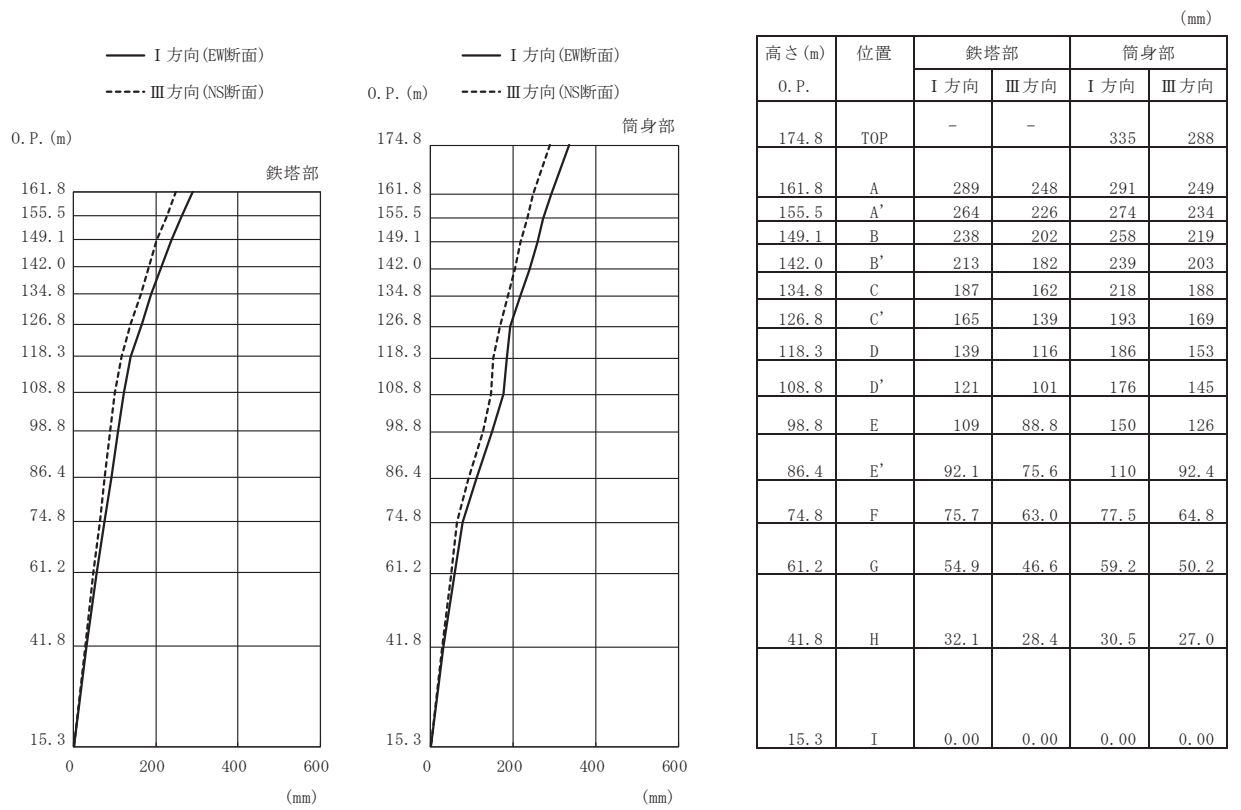 Ⅰ方向(EW断面)
Ⅲ方向(NS断面)
O.P.(m)
鉄塔部
161.8
155.5
149.1
142.0
134.8
126.8
118.3
108.8
98.8
86.4
74.8
61.2
41.8
15.3
0 200 400 600
(mm)
Ⅰ方向(EW断面)
Ⅲ方向(NS断面)
O.P.(m)
筒身部
174.8
161.8
155.5
149.1
142.0
134.8
126.8
118.3
108.8
98.8
86.4
74.8
61.2
41.8
15.3
0 200 400 600
(mm)
(mm)
高さ(m) 位置 鉄塔部 筒身部
O.P. Ⅰ方向 Ⅲ方向 Ⅰ方向 Ⅲ方向
174.8 TOP － － 335 288
161.8 A 289 248 291 249
155.5 A' 264 226 274 234
149.1 B 238 202 258 219
142.0 B' 213 182 239 203
134.8 C 187 162 218 188
126.8 C' 165 139 193 169
118.3 D 139 116 186 153
108.8 D' 121 101 176 145
98.8 E 109 88.8 150 126
86.4 E' 92.1 75.6 110 92.4
74.8 F 75.7 63.0 77.5 64.8
61.2 G 54.9 46.6 59.2 50.2
41.8 H 32.1 28.4 30.5 27.0
15.3 I 0.00 0.00 0.00 0.00